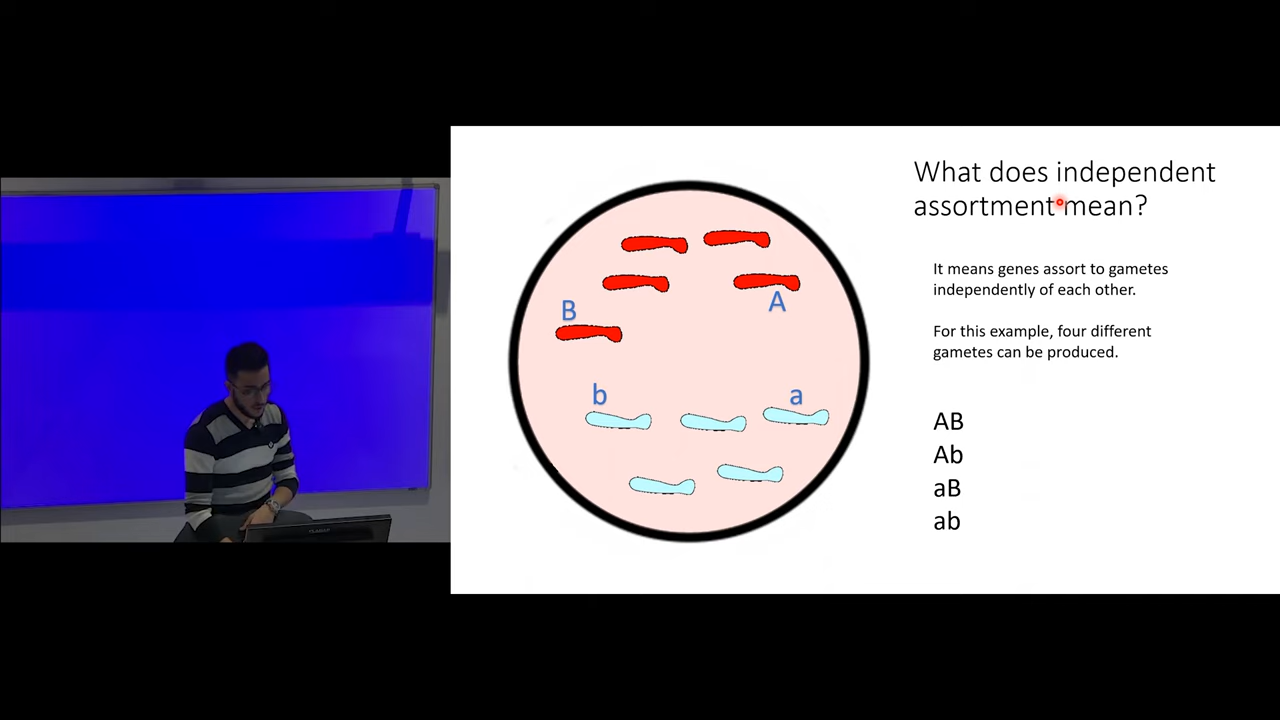 What does independent
assortment mean?
It means genes assort to gametes
independently of each other.
For this example, four different
gametes can be produced.
B
A
b
a
AB
Ab
aB
ab